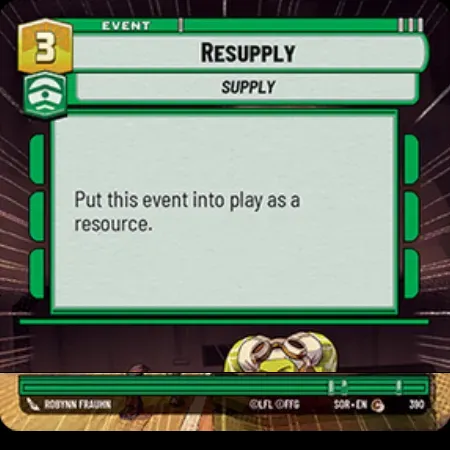 EVENT
3
RESUPPLY
SUPPLY
Put this event into play as a
resource.
ROBYNN FRAUHN
©LFL ©FFG
SOR • EN
390